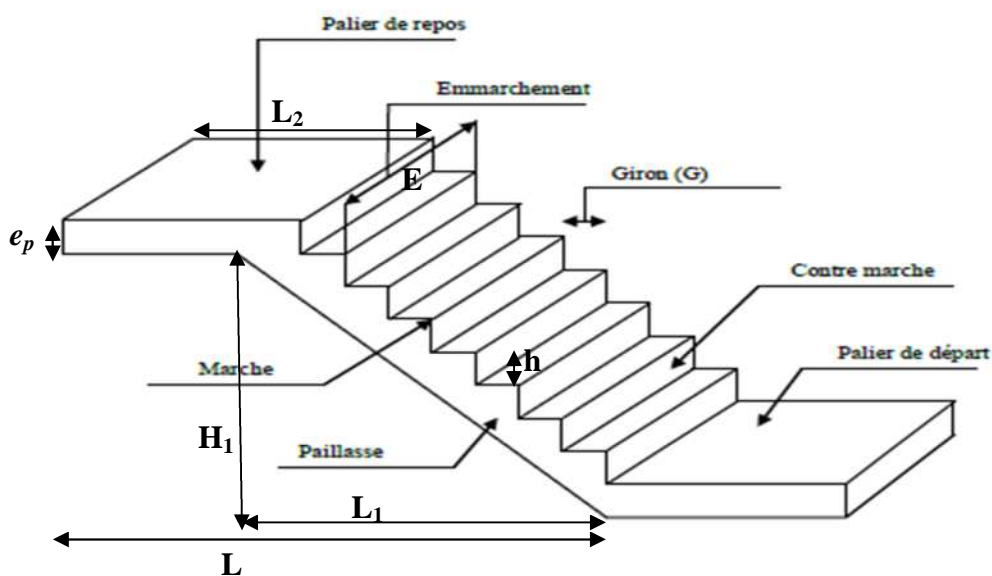 Palier de repos
Emmarchement
L₂
E
Giron (G)
eₚ
Contre marche
h
Palier de départ
Marche
H₁
Paillasse
L₁
L